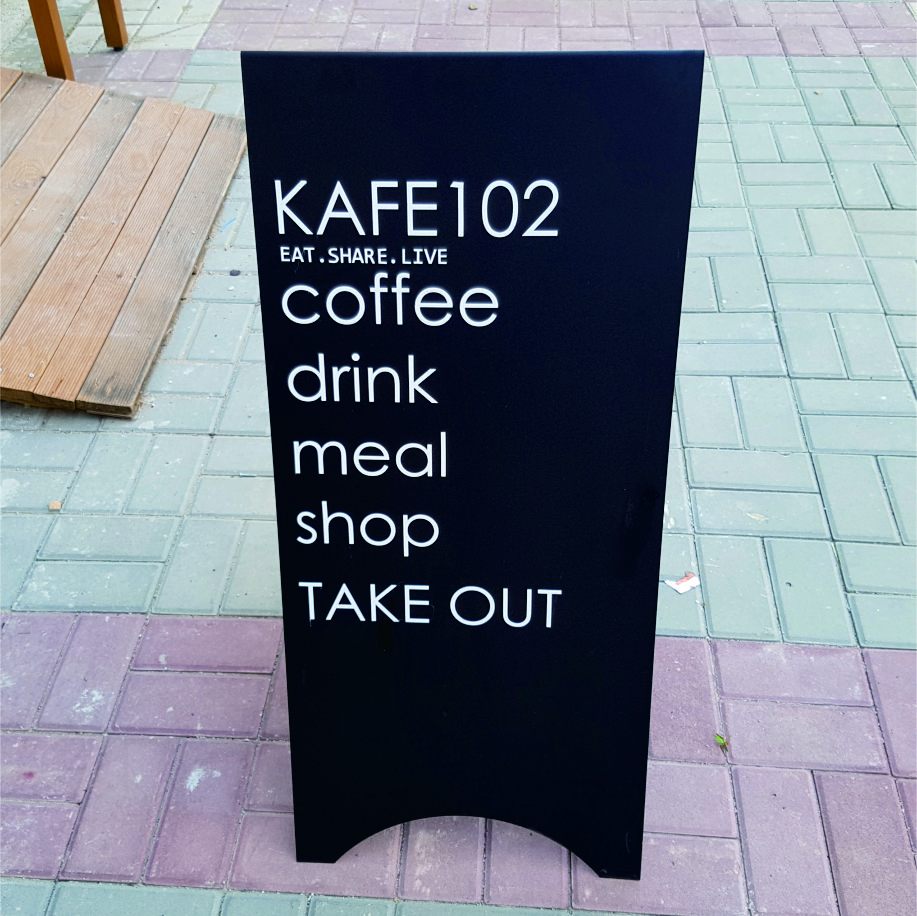 KAFE102
EAT.SHARE.LIVE
coffee
drink
meal
shop
TAKE OUT